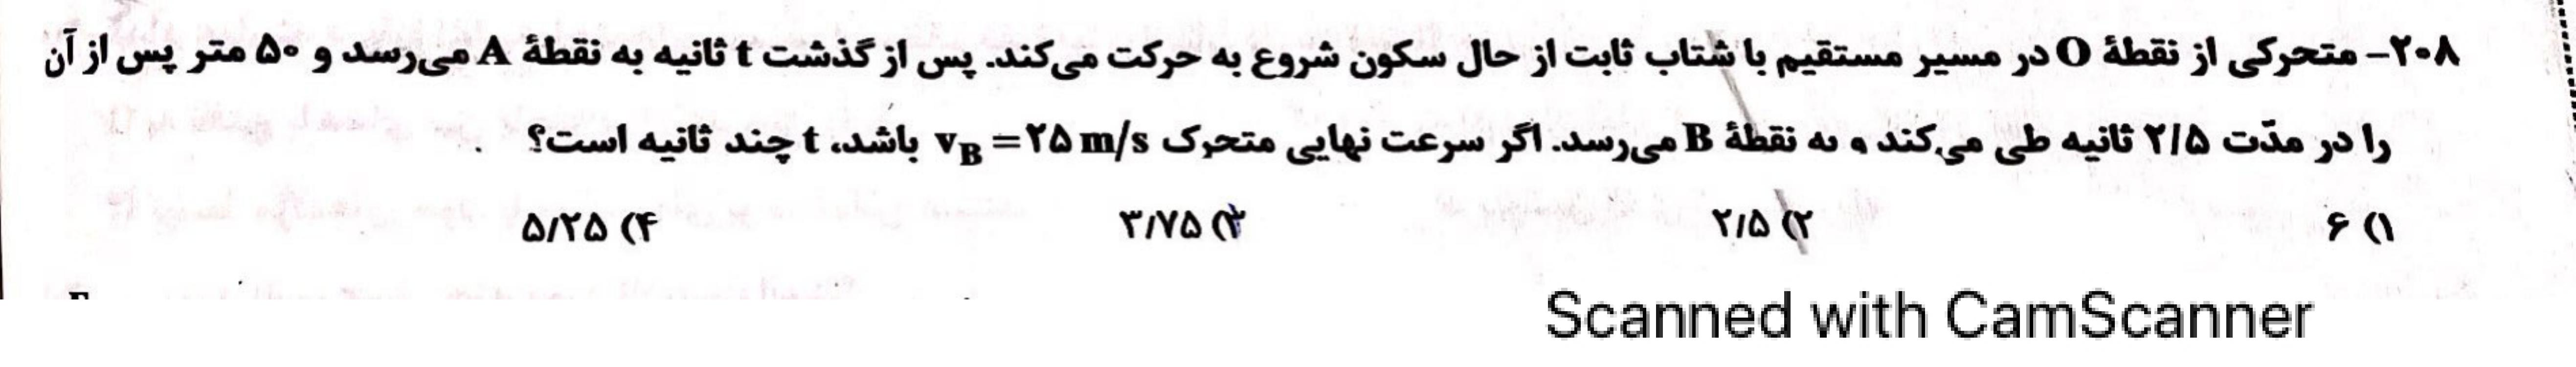 ۲۰۸- متحرکی از نقطهٔ O در مسیر مستقیم با شتاب ثابت از حال سکون شروع به حرکت می‌کند. پس از گذشت t ثانیه به نقطهٔ A می‌رسد و ۵۰ متر پس از آن
را در مدّت ۲/۵ ثانیه طی می‌کند و به نقطهٔ B می‌رسد. اگر سرعت نهایی متحرک v_B = ۲۵ m/s باشد، t چند ثانیه است؟
۱) ۶ ۲) ۲/۵ ۳) ۳/۷۵ ۴) ۵/۲۵
Scanned with CamScanner